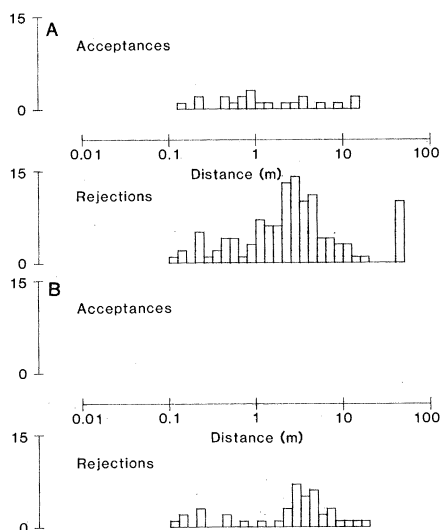 15
A
Acceptances
0
0.01 0.1 1 10 100
Distance (m)
15
Rejections
0
15
B
Acceptances
0
0.01 0.1 1 10 100
Distance (m)
15
Rejections
0